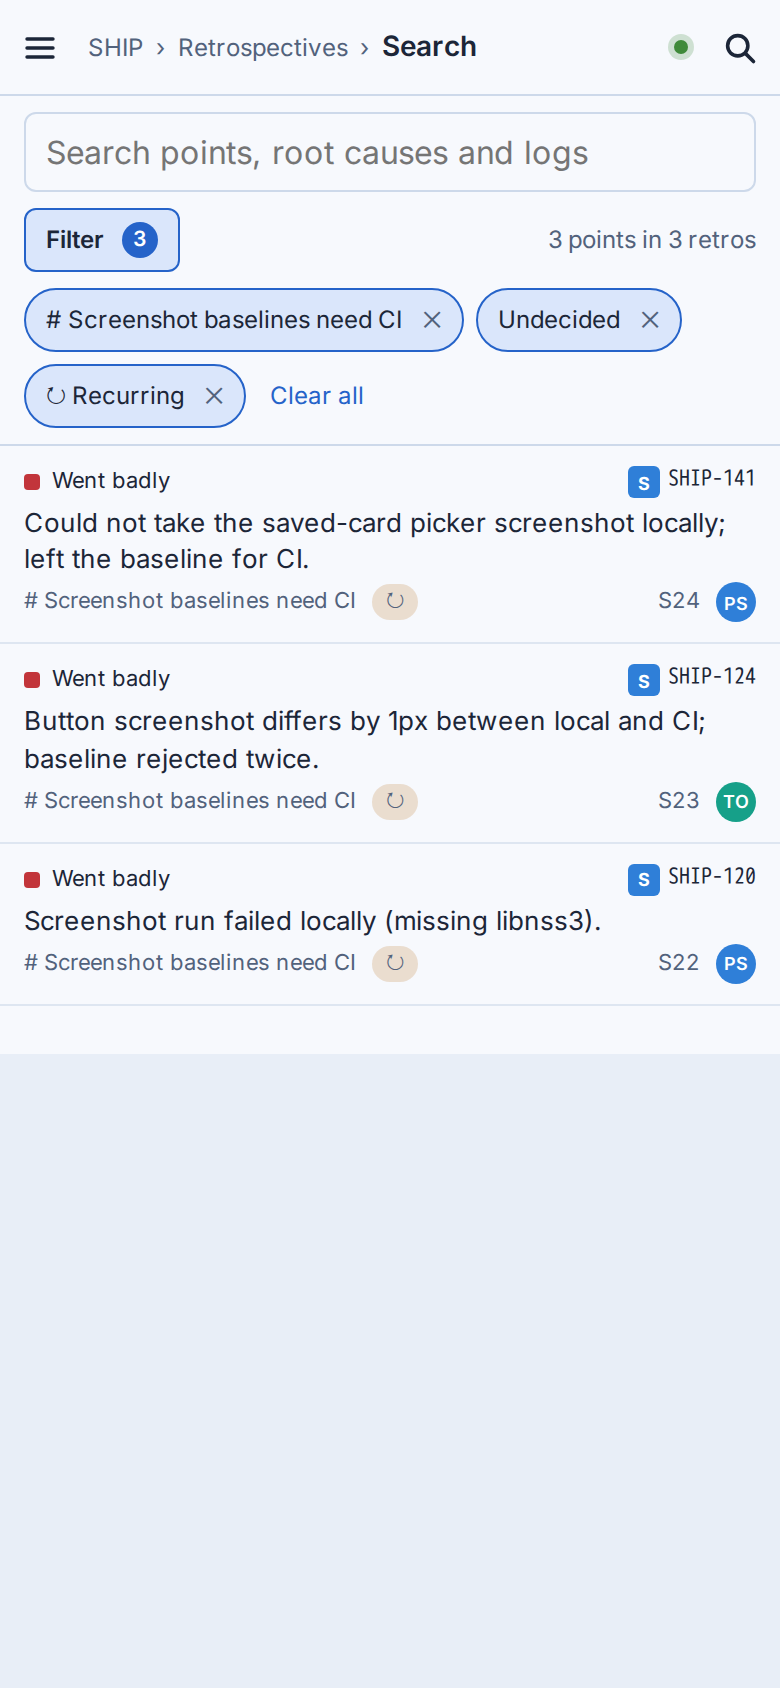 SHIP › Retrospectives › Search
Search points, root causes and logs
Filter 3 3 points in 3 retros
# Screenshot baselines need CI × Undecided ×
↻ Recurring × Clear all
Went badly S SHIP-141
Could not take the saved-card picker screenshot locally;
left the baseline for CI.
# Screenshot baselines need CI ↻ S24 PS
Went badly S SHIP-124
Button screenshot differs by 1px between local and CI;
baseline rejected twice.
# Screenshot baselines need CI ↻ S23 TO
Went badly S SHIP-120
Screenshot run failed locally (missing libnss3).
# Screenshot baselines need CI ↻ S22 PS